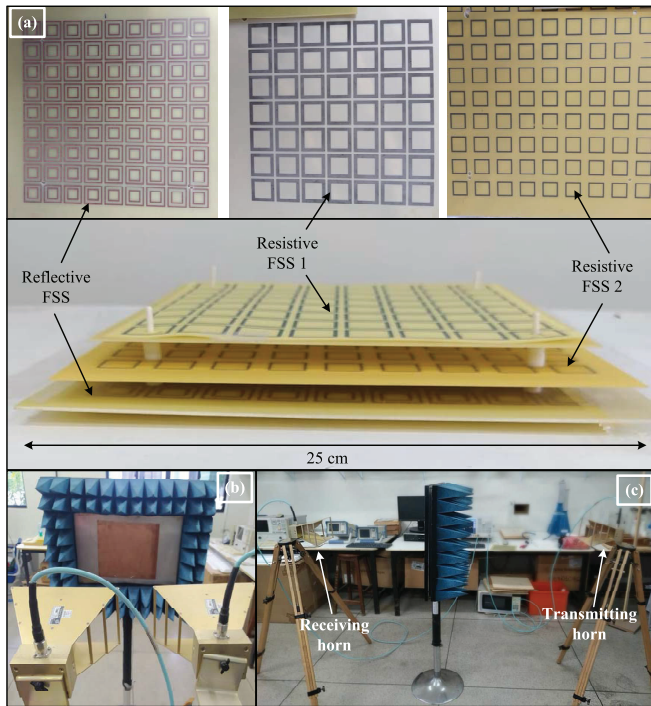 (a)
Reflective
FSS
Resistive
FSS 1
Resistive
FSS 2
25 cm
(b)
(c)
Receiving
horn
Transmitting
horn